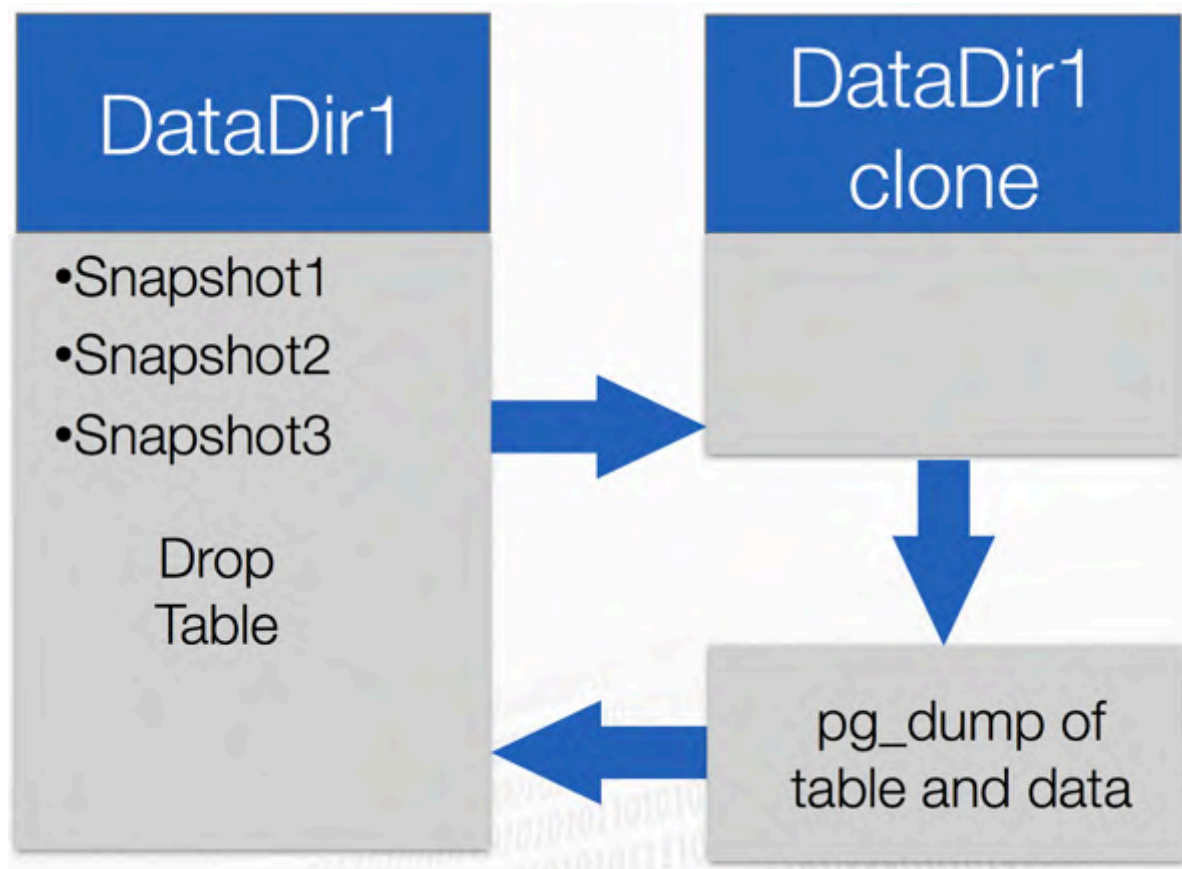 DataDir1
•Snapshot1
•Snapshot2
•Snapshot3
Drop
Table
DataDir1
clone
pg_dump of
table and data